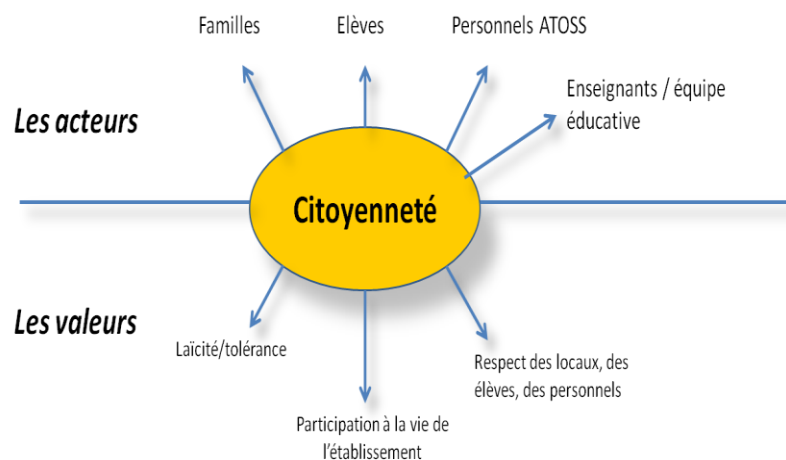 Familles
Elèves
Personnels ATOSS
Enseignants / équipe
éducative
Les acteurs
Citoyenneté
Les valeurs
Laïcité/tolérance
Respect des locaux, des
élèves, des personnels
Participation à la vie de
l'établissement